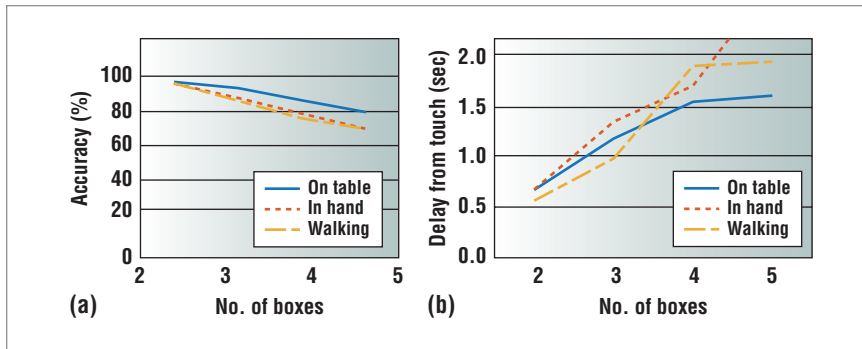 Accuracy (%)
100
80
60
40
20
0
On table
In hand
Walking
2 3 4 5
No. of boxes
(a)
Delay from touch (sec)
2.0
1.5
1.0
0.5
0.0
On table
In hand
Walking
2 3 4 5
No. of boxes
(b)